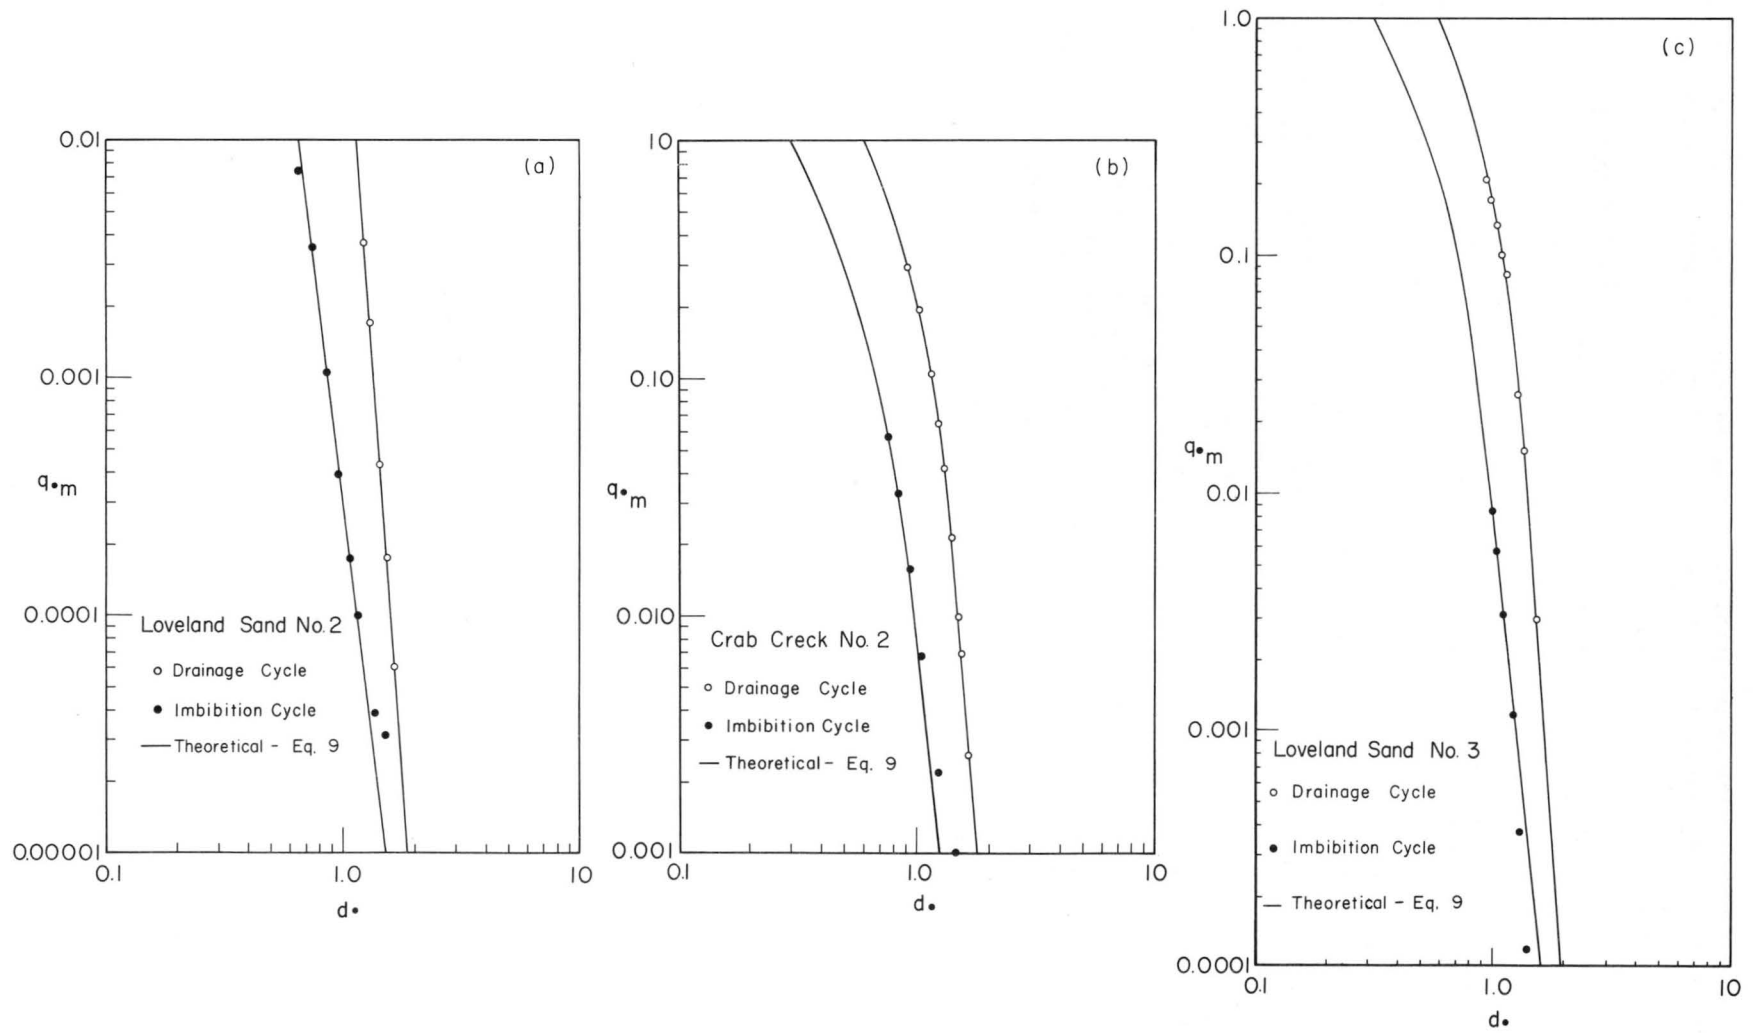 (a)
0.01
0.001
q•m
0.0001
0.00001
Loveland Sand No. 2
Drainage Cycle
Imbibition Cycle
Theoretical - Eq. 9
0.1
1.0
10
d•
(b)
1.0
0.10
q•m
0.010
0.001
Crab Creck No. 2
Drainage Cycle
Imbibition Cycle
Theoretical - Eq. 9
0.1
1.0
10
d•
(c)
1.0
0.1
q•m
0.01
0.001
0.0001
Loveland Sand No. 3
Drainage Cycle
Imbibition Cycle
Theoretical - Eq. 9
0.1
1.0
10
d•